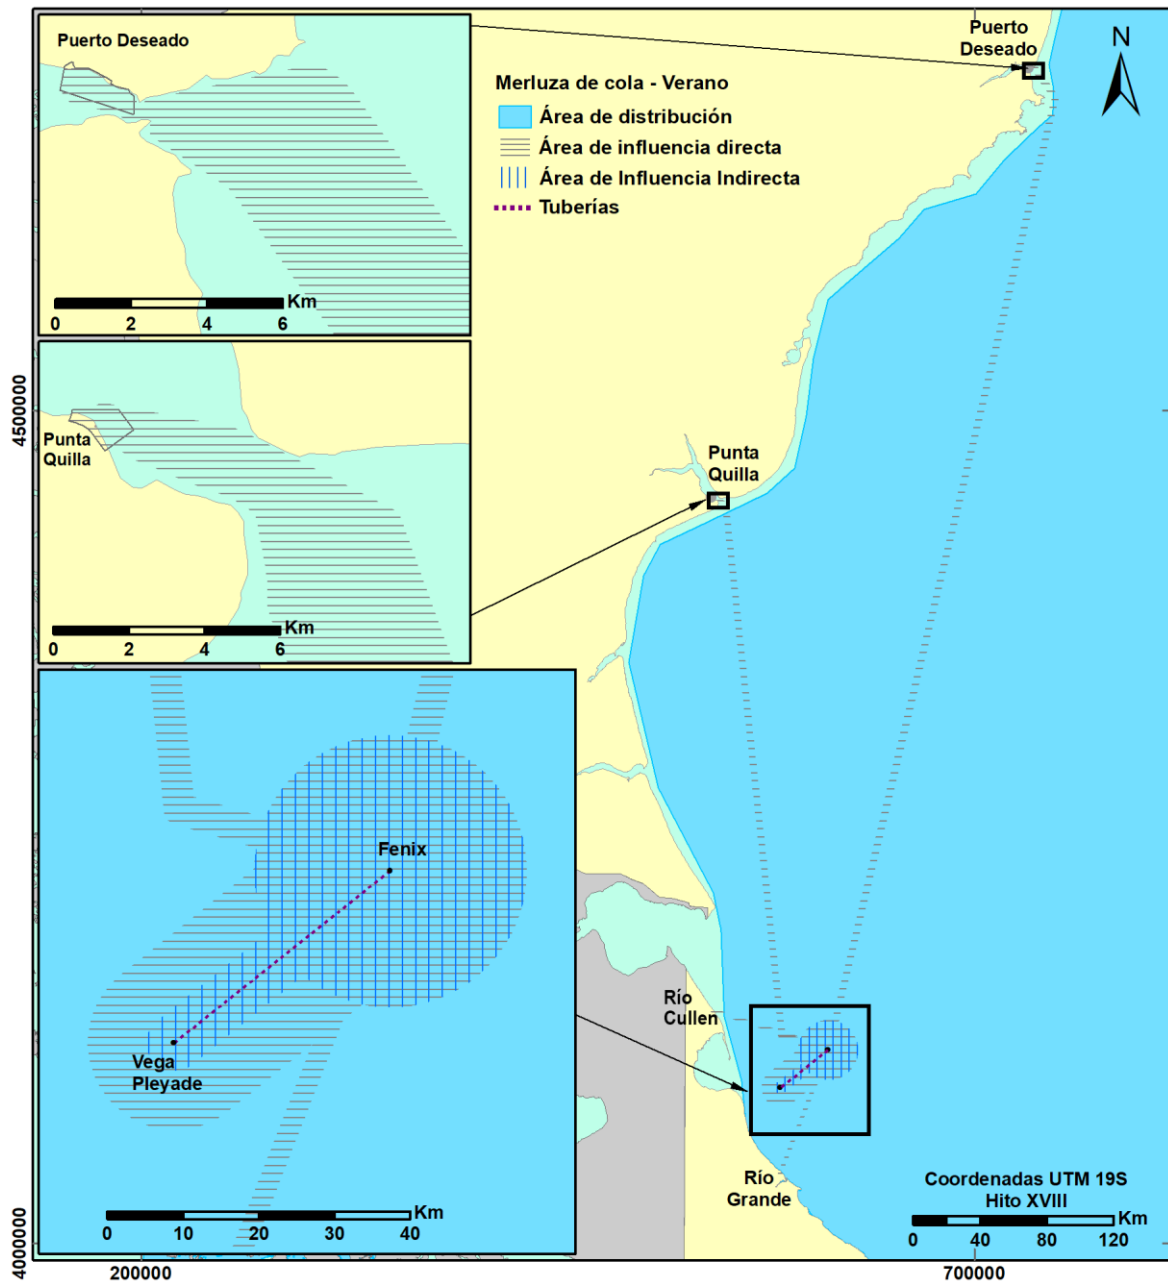 Puerto Deseado
Km
0 2 4 6
Punta
Quilla
Km
0 2 4 6
Fenix
Vega
Pleyade
Km
0 10 20 30 40
Merluza de cola - Verano
Área de distribución
Área de influencia directa
Área de Influencia Indirecta
Tuberías
Puerto
Deseado
N
Punta
Quilla
Río
Cullen
Río
Grande
Coordenadas UTM 19S
Hito XVIII
Km
0 40 80 120
4500000
4000000
200000
700000